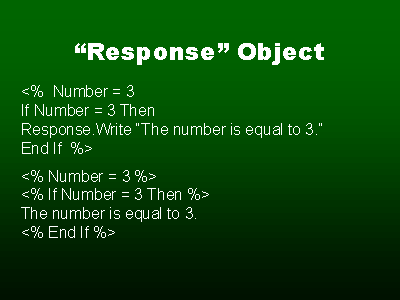 “Response” Object
<% Number = 3
If Number = 3 Then
Response.Write “The number is equal to 3.”
End If %>
<% Number = 3 %>
<% If Number = 3 Then %>
The number is equal to 3.
<% End If %>